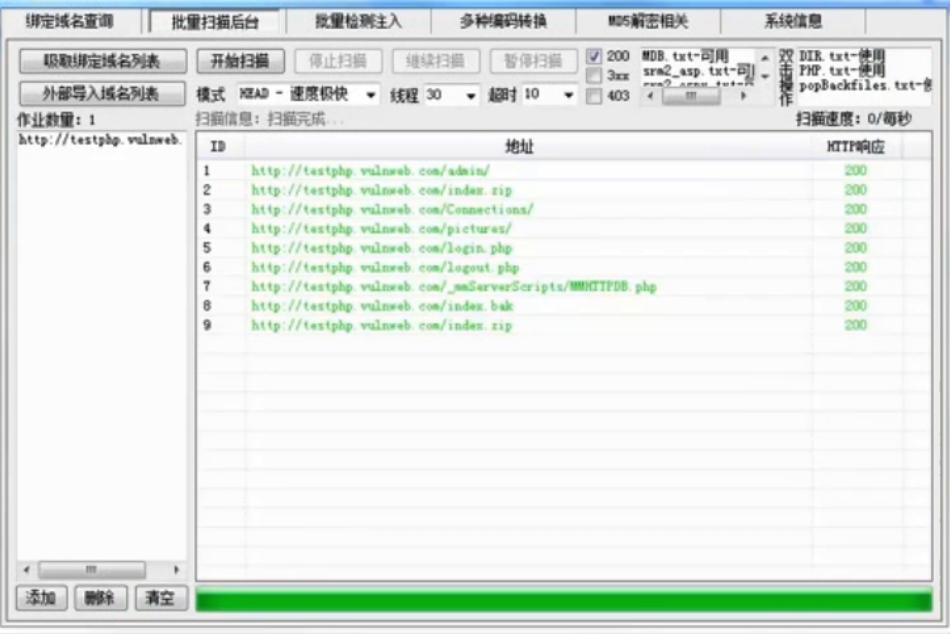 绑定域名查询 批量扫描后台 批量检测注入 多种编码转换 MD5解密相关 系统信息
吸取绑定域名列表 开始扫描 停止扫描 继续扫描 暂停扫描 200 MDB.txt-可用 双击操作 DIR.txt-使用
3xx srm2_asp.txt-可 PHP.txt-使用
外部导入域名列表 模式 HEAD - 速度极快 线程 30 超时 10 403 popBackfiles.txt-使
作业数量：1 扫描信息：扫描完成... 扫描速度：0/每秒
http://testphp.vulnweb. ID 地址 HTTP响应
1 http://testphp.vulnweb.com/admin/ 200
2 http://testphp.vulnweb.com/index.zip 200
3 http://testphp.vulnweb.com/Connections/ 200
4 http://testphp.vulnweb.com/pictures/ 200
5 http://testphp.vulnweb.com/login.php 200
6 http://testphp.vulnweb.com/logout.php 200
7 http://testphp.vulnweb.com/_mmServerScripts/MMHTTPDB.php 200
8 http://testphp.vulnweb.com/index.bak 200
9 http://testphp.vulnweb.com/index.zip 200
添加 删除 清空